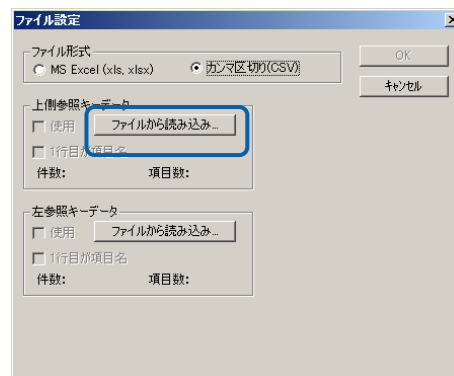 ファイル設定
ファイル形式
MS Excel (xls, xlsx) カンマ区切り(CSV)
OK
キャンセル
上側参照キーデータ
使用 ファイルから読み込み...
1行目が項目名
件数: 項目数:
左参照キーデータ
使用 ファイルから読み込み...
1行目が項目名
件数: 項目数: